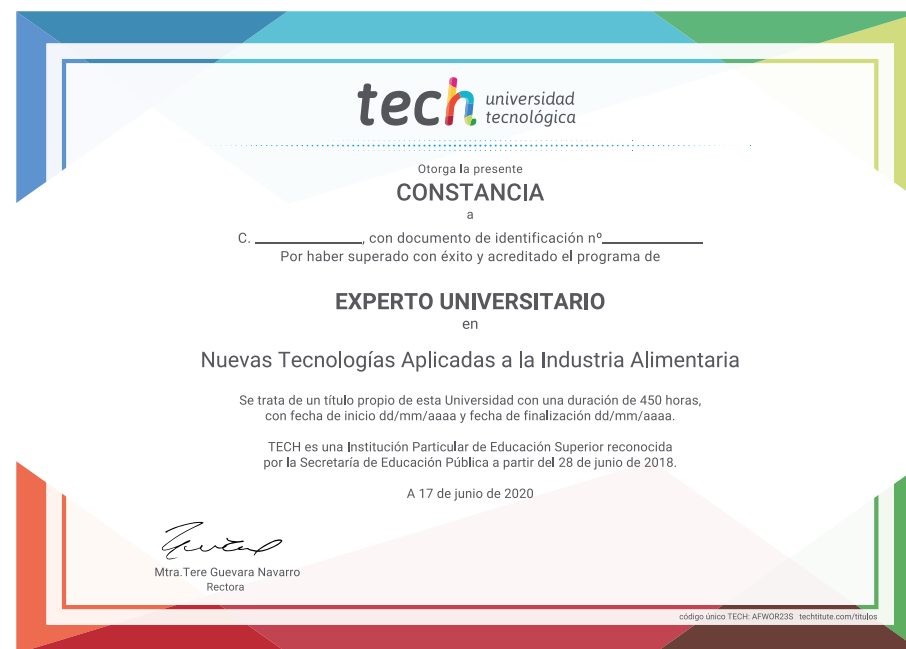 tech universidad
tecnológica
Otorga la presente
CONSTANCIA
a
C. ____________, con documento de identificación nº____________
Por haber superado con éxito y acreditado el programa de
EXPERTO UNIVERSITARIO
en
Nuevas Tecnologías Aplicadas a la Industria Alimentaria
Se trata de un título propio de esta Universidad con una duración de 450 horas,
con fecha de inicio dd/mm/aaaa y fecha de finalización dd/mm/aaaa.
TECH es una Institución Particular de Educación Superior reconocida
por la Secretaría de Educación Pública a partir del 28 de junio de 2018.
A 17 de junio de 2020
Mtra.Tere Guevara Navarro
Rectora
código único TECH: AFWOR23S techtitute.com/titulos